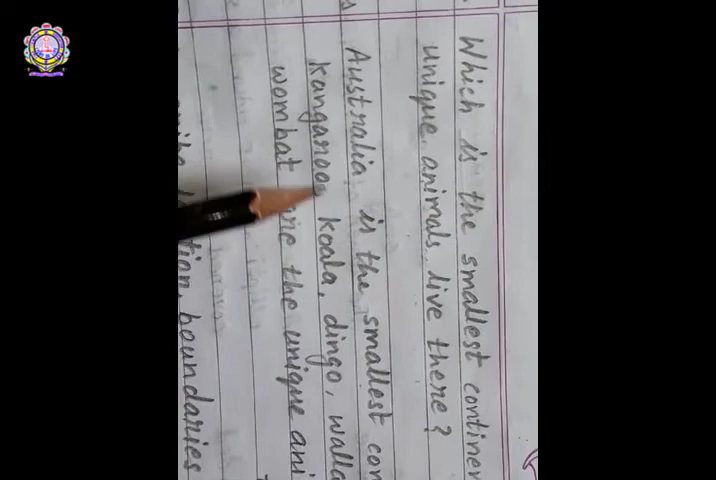 Which is the smallest continen
unique animals live there?
Australia is the smallest con
Kangaroo, koala, dingo, walla
wombat are the unique ani
boundaries